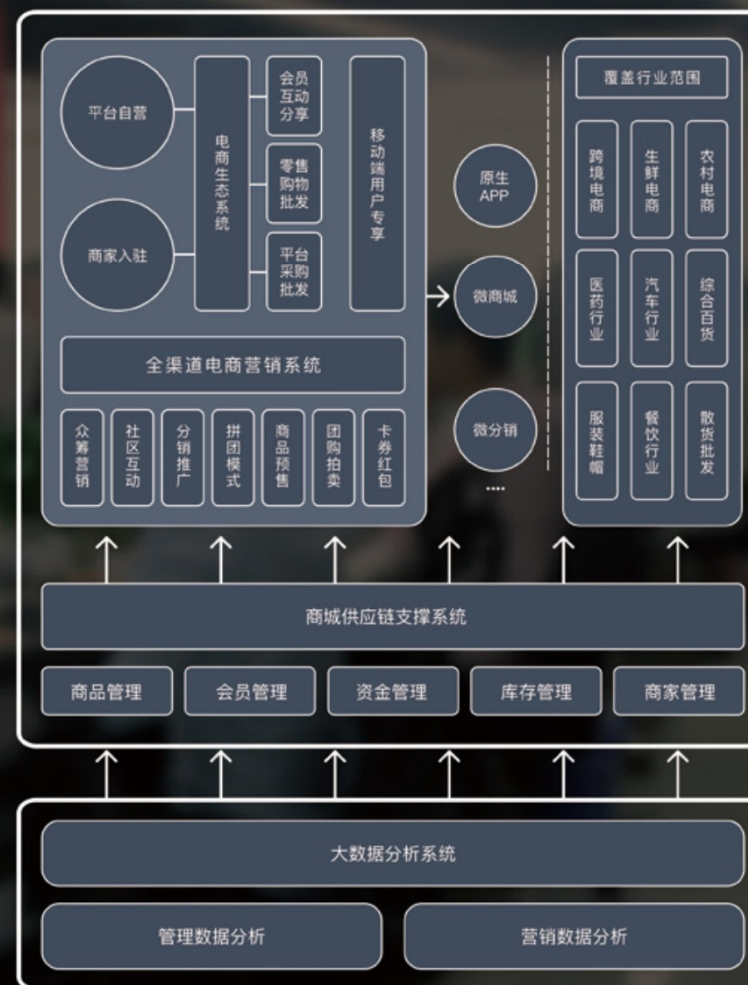 平台自营
商家入驻
电商生态系统
会员
互动
分享
零售
购物
批发
平台
采购
批发
移动端用户专享
全渠道电商营销系统
众筹营销
社区互动
分销推广
拼团模式
商品预售
团购拍卖
卡券红包
原生
APP
微商城
微分销
....
覆盖行业范围
跨境电商
生鲜电商
农村电商
医药行业
汽车行业
综合百货
服装鞋帽
餐饮行业
散货批发
商城供应链支撑系统
商品管理
会员管理
资金管理
库存管理
商家管理
大数据分析系统
管理数据分析
营销数据分析